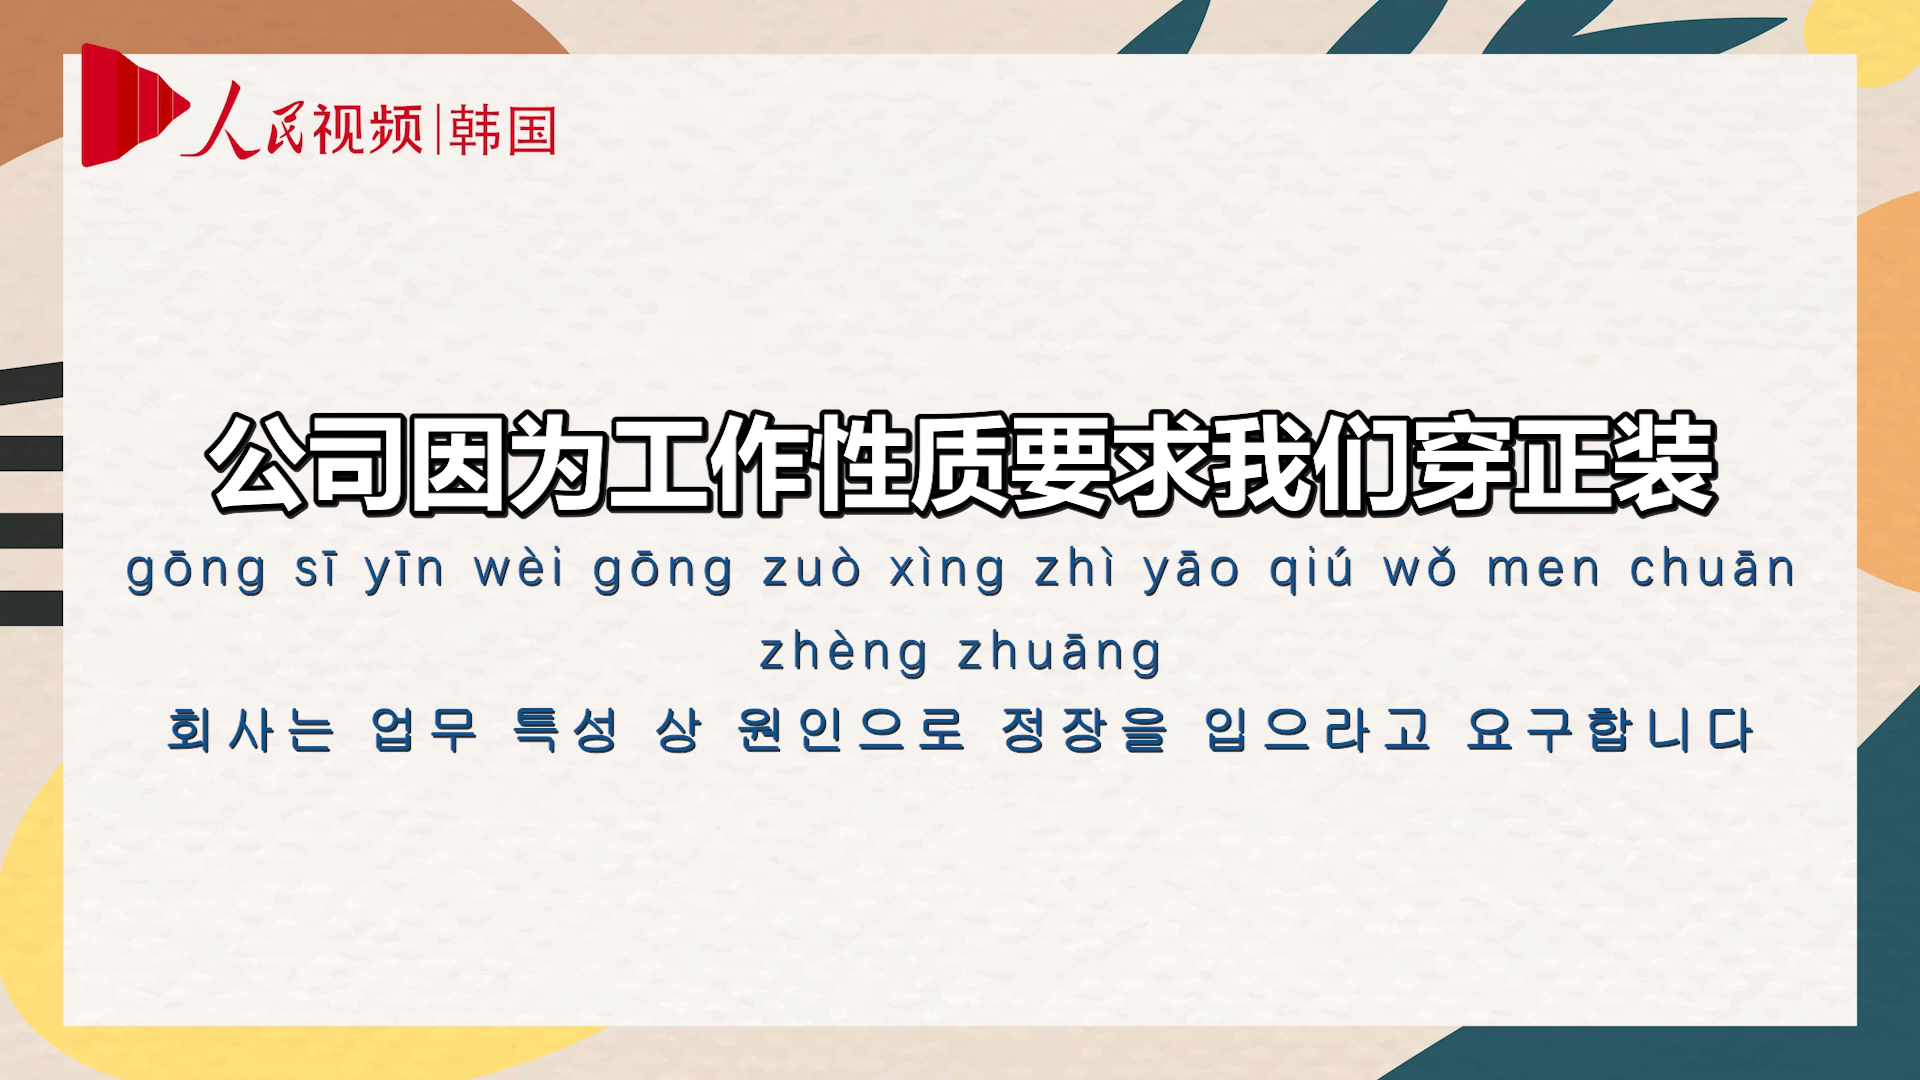 人民视频|韩国
公司因为工作性质要求我们穿正装
gōng sī yīn wèi gōng zuò xìng zhì yāo qiú wǒ men chuān
zhèng zhuāng
회사는 업무 특성 상 원인으로 정장을 입으라고 요구합니다